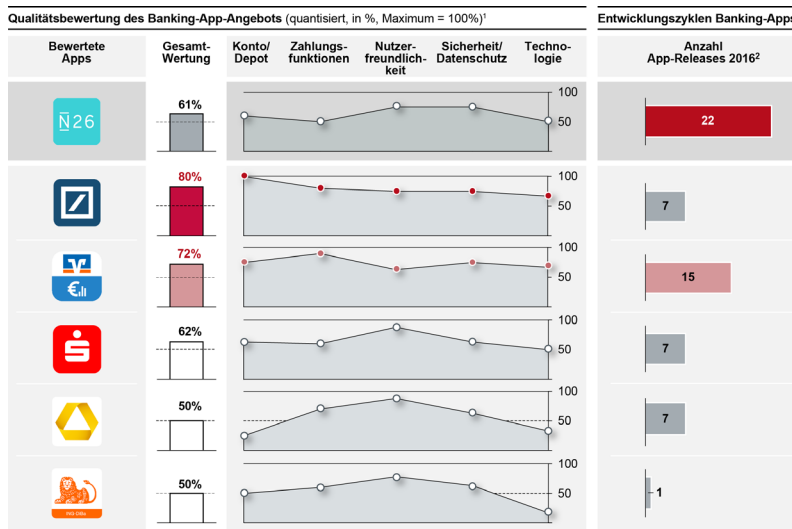 Qualitätsbewertung des Banking-App-Angebots (quantisiert, in %, Maximum = 100%)¹
Entwicklungszyklen Banking-Apps
Bewertete
Apps
Gesamt-
Wertung
Konto/
Depot
Zahlungs-
funktionen
Nutzer-
freundlich-
keit
Sicherheit/
Datenschutz
Techno-
logie
Anzahl
App-Releases 2016²
N26
61%
100
50
22
80%
100
50
7
72%
100
50
15
€
62%
100
50
7
50%
100
50
7
50%
100
50
1
ING-DiBa